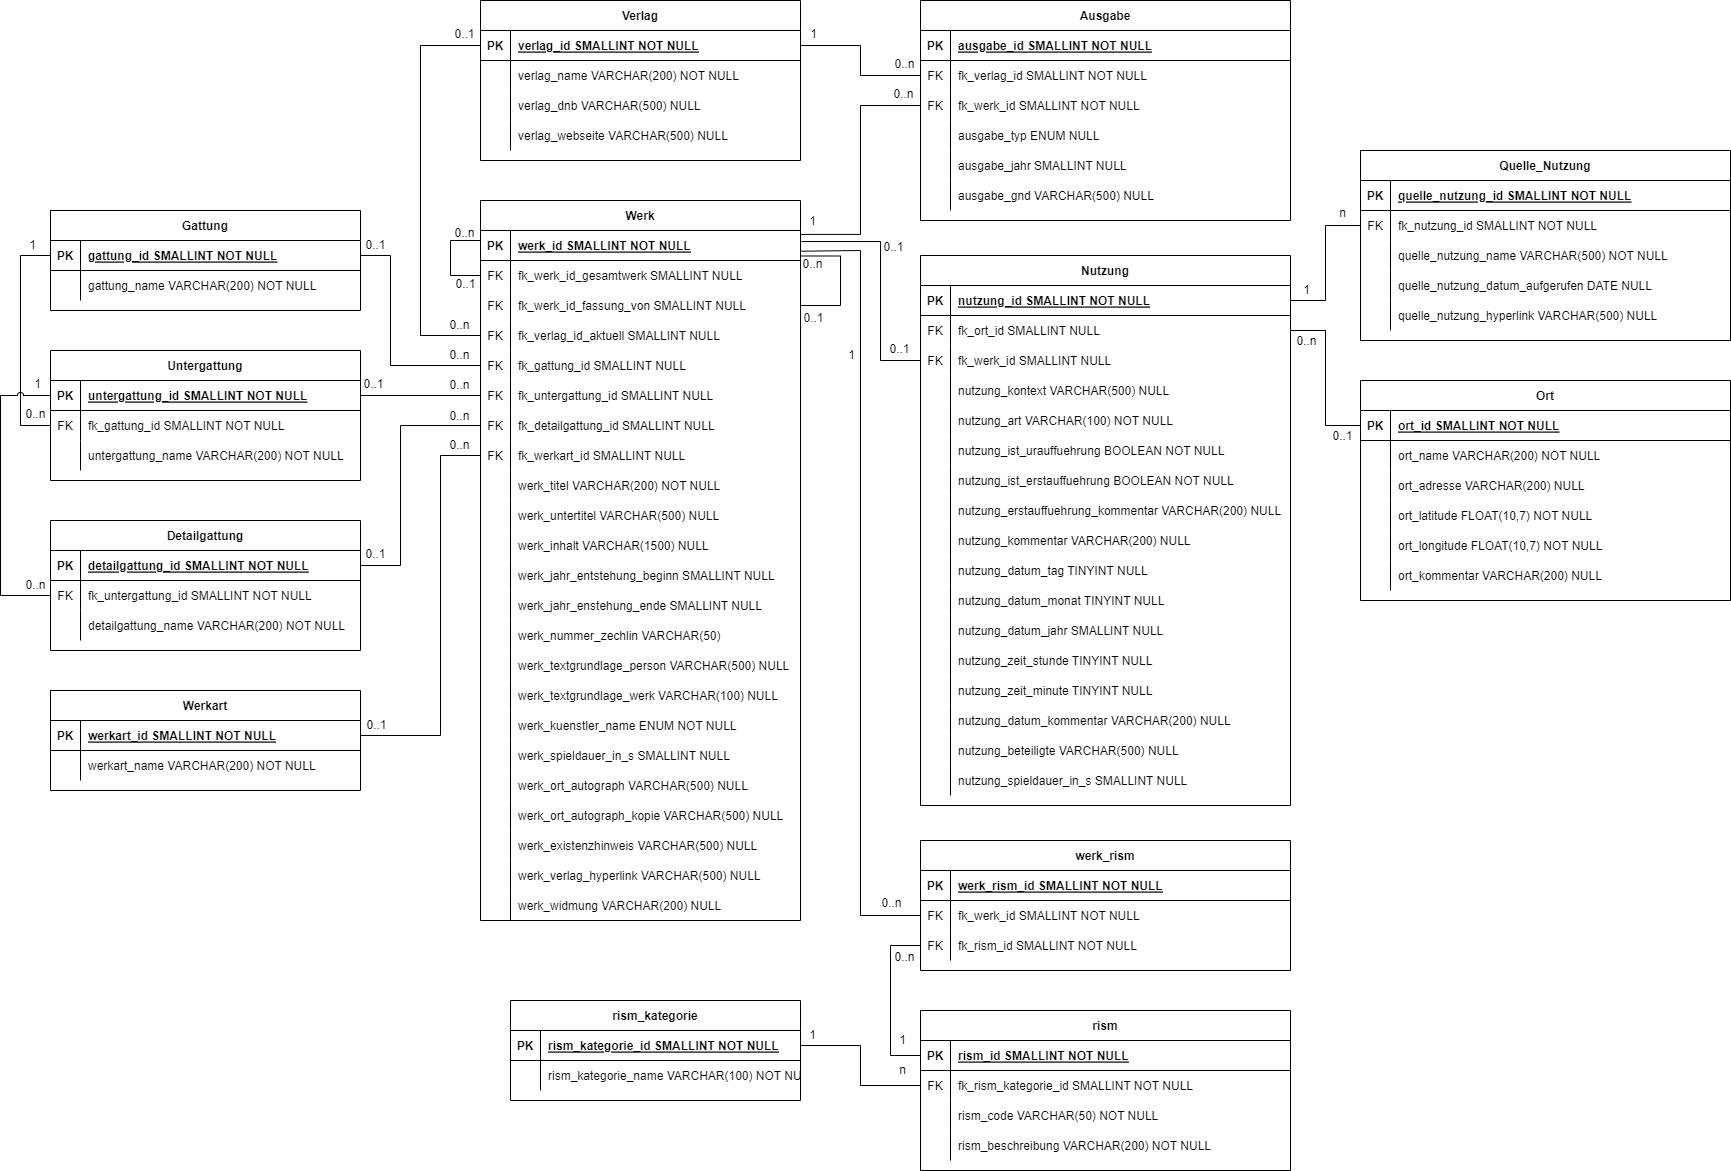 Verlag
PK verlag_id SMALLINT NOT NULL
verlag_name VARCHAR(200) NOT NULL
verlag_dnb VARCHAR(500) NULL
verlag_webseite VARCHAR(500) NULL
0..1
1
Ausgabe
PK ausgabe_id SMALLINT NOT NULL
FK fk_verlag_id SMALLINT NOT NULL
FK fk_werk_id SMALLINT NOT NULL
ausgabe_typ ENUM NULL
ausgabe_jahr SMALLINT NULL
ausgabe_gnd VARCHAR(500) NULL
0..n
0..n
Quelle_Nutzung
PK quelle_nutzung_id SMALLINT NOT NULL
FK fk_nutzung_id SMALLINT NOT NULL
quelle_nutzung_name VARCHAR(500) NOT NULL
quelle_nutzung_datum_aufgerufen DATE NULL
quelle_nutzung_hyperlink VARCHAR(500) NULL
n
Gattung
PK gattung_id SMALLINT NOT NULL
gattung_name VARCHAR(200) NOT NULL
1
0..1
Untergattung
PK untergattung_id SMALLINT NOT NULL
FK fk_gattung_id SMALLINT NOT NULL
untergattung_name VARCHAR(200) NOT NULL
1
0..n
0..1
Detailgattung
PK detailgattung_id SMALLINT NOT NULL
FK fk_untergattung_id SMALLINT NOT NULL
detailgattung_name VARCHAR(200) NOT NULL
0..n
0..1
Werkart
PK werkart_id SMALLINT NOT NULL
werkart_name VARCHAR(200) NOT NULL
0..1
Werk
PK werk_id SMALLINT NOT NULL
FK fk_werk_id_gesamtwerk SMALLINT NULL
FK fk_werk_id_fassung_von SMALLINT NULL
FK fk_verlag_id_aktuell SMALLINT NULL
FK fk_gattung_id SMALLINT NULL
FK fk_untergattung_id SMALLINT NULL
FK fk_detailgattung_id SMALLINT NULL
FK fk_werkart_id SMALLINT NULL
werk_titel VARCHAR(200) NOT NULL
werk_untertitel VARCHAR(500) NULL
werk_inhalt VARCHAR(1500) NULL
werk_jahr_entstehung_beginn SMALLINT NULL
werk_jahr_enstehung_ende SMALLINT NULL
werk_nummer_zechlin VARCHAR(50)
werk_textgrundlage_person VARCHAR(500) NULL
werk_textgrundlage_werk VARCHAR(100) NULL
werk_kuenstler_name ENUM NOT NULL
werk_spieldauer_in_s SMALLINT NULL
werk_ort_autograph VARCHAR(500) NULL
werk_ort_autograph_kopie VARCHAR(500) NULL
werk_existenzhinweis VARCHAR(500) NULL
werk_verlag_hyperlink VARCHAR(500) NULL
werk_widmung VARCHAR(200) NULL
0..n
0..1
0..n
0..n
0..n
0..n
0..n
1
0..1
0..n
0..1
1
Nutzung
PK nutzung_id SMALLINT NOT NULL
FK fk_ort_id SMALLINT NULL
FK fk_werk_id SMALLINT NULL
nutzung_kontext VARCHAR(500) NULL
nutzung_art VARCHAR(100) NOT NULL
nutzung_ist_urauffuehrung BOOLEAN NOT NULL
nutzung_ist_erstauffuehrung BOOLEAN NOT NULL
nutzung_erstauffuehrung_kommentar VARCHAR(200) NULL
nutzung_kommentar VARCHAR(200) NULL
nutzung_datum_tag TINYINT NULL
nutzung_datum_monat TINYINT NULL
nutzung_datum_jahr SMALLINT NULL
nutzung_zeit_stunde TINYINT NULL
nutzung_zeit_minute TINYINT NULL
nutzung_datum_kommentar VARCHAR(200) NULL
nutzung_beteiligte VARCHAR(500) NULL
nutzung_spieldauer_in_s SMALLINT NULL
0..1
1
0..n
Ort
PK ort_id SMALLINT NOT NULL
ort_name VARCHAR(200) NOT NULL
ort_adresse VARCHAR(200) NULL
ort_latitude FLOAT(10,7) NOT NULL
ort_longitude FLOAT(10,7) NOT NULL
ort_kommentar VARCHAR(200) NULL
0..1
werk_rism
PK werk_rism_id SMALLINT NOT NULL
FK fk_werk_id SMALLINT NOT NULL
FK fk_rism_id SMALLINT NOT NULL
0..n
0..n
rism_kategorie
PK rism_kategorie_id SMALLINT NOT NULL
rism_kategorie_name VARCHAR(100) NOT NU
1
rism
PK rism_id SMALLINT NOT NULL
FK fk_rism_kategorie_id SMALLINT NOT NULL
rism_code VARCHAR(50) NOT NULL
rism_beschreibung VARCHAR(200) NOT NULL
1
n